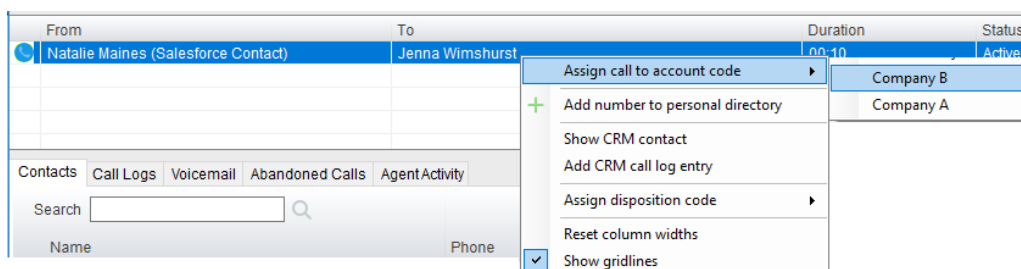 From To Duration Status
Natalie Maines (Salesforce Contact) Jenna Wimshurst 00:10 Active
Assign call to account code
Company B
Add number to personal directory
Company A
Show CRM contact
Add CRM call log entry
Contacts Call Logs Voicemail Abandoned Calls Agent Activity
Assign disposition code
Search
Reset column widths
Name Phone
Show gridlines